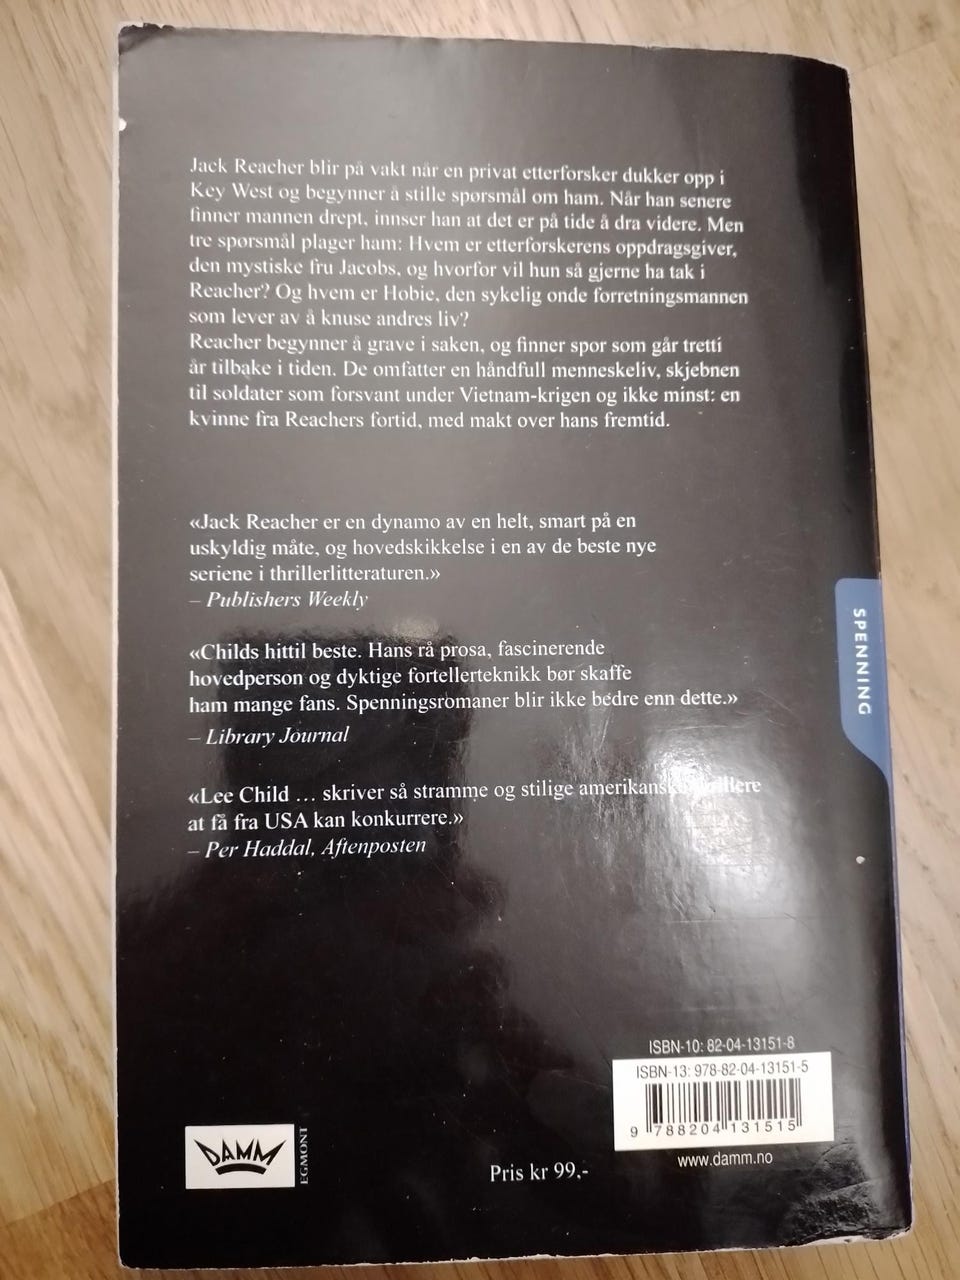 Jack Reacher blir på vakt når en privat etterforsker dukker opp i
Key West og begynner å stille spørsmål om ham. Når han senere
finner mannen drept, innser han at det er på tide å dra videre. Men
tre spørsmål plager ham: Hvem er etterforskerens oppdragsgiver,
den mystiske fru Jacobs, og hvorfor vil hun så gjerne ha tak i
Reacher? Og hvem er Hobie, den sykelig onde forretningsmannen
som lever av å knuse andres liv?
Reacher begynner å grave i saken, og finner spor som går tretti
år tilbake i tiden. De omfatter en håndfull menneskeliv, skjebnen
til soldater som forsvant under Vietnam-krigen og ikke minst: en
kvinne fra Reachers fortid, med makt over hans fremtid.
«Jack Reacher er en dynamo av en helt, smart på en
uskyldig måte, og hovedskikkelse i en av de beste nye
seriene i thrillerlitteraturen.»
– Publishers Weekly
«Childs hittil beste. Hans rå prosa, fascinerende
hovedperson og dyktige fortellerteknikk bør skaffe
ham mange fans. Spenningsromaner blir ikke bedre enn dette.»
– Library Journal
«Lee Child … skriver så stramme og stilige amerikanske
at få fra USA kan konkurrere.»
– Per Haddal, Aftenposten
SPENNING
ISBN-10: 82-04-13151-8
ISBN-13: 978-82-04-13151-5
9 788204 131515
www.damm.no
DAMM
EGMONT
Pris kr 99,-